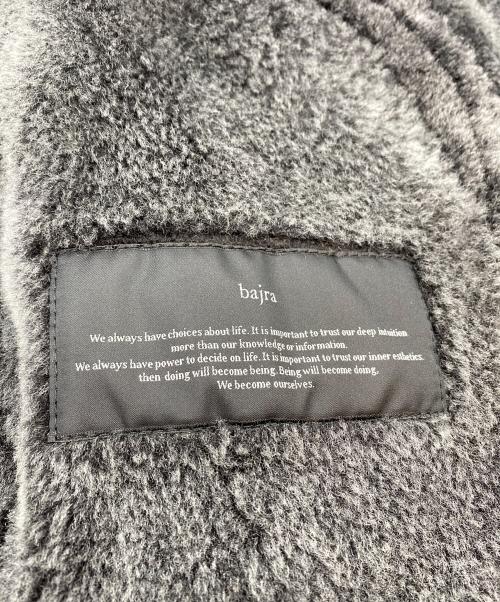 bajra
We always have choices about life. It is important to trust our deep intuition
more than our knowledge or information.
We always have power to decide on life. It is important to trust our inner esthetics.
then doing will become being. Being will become doing.
We become ourselves.